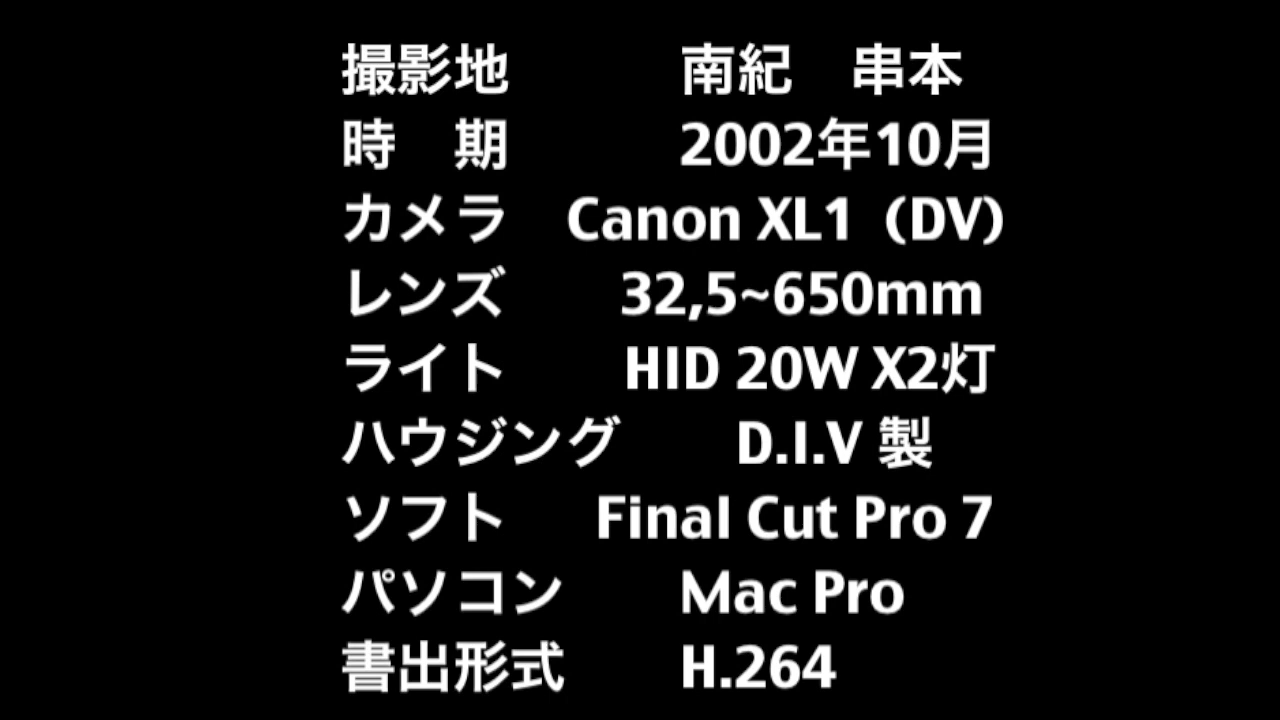 撮影地　　　南紀　串本
時　期　　　2002年10月
カメラ　Canon XL1（DV）
レンズ　　32,5~650mm
ライト　　HID 20W X2灯
ハウジング　　D.I.V 製
ソフト　　Final Cut Pro 7
パソコン　　Mac Pro
書出形式　　H.264